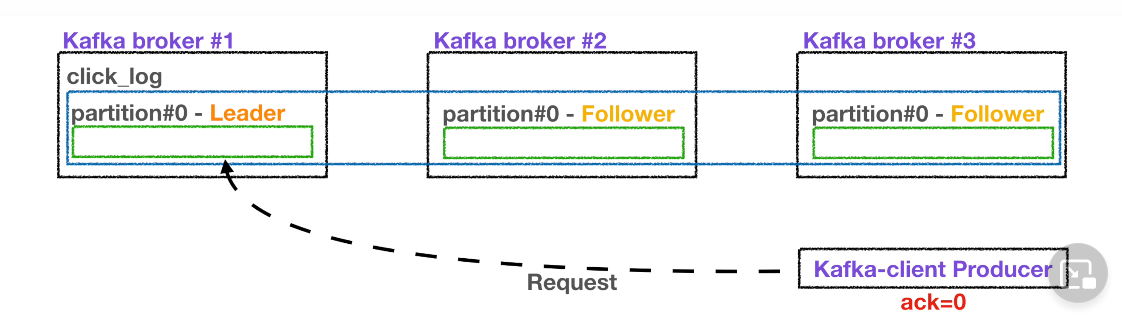 Kafka broker #1
Kafka broker #2
Kafka broker #3
click_log
partition#0 - Leader
partition#0 - Follower
partition#0 - Follower
Kafka-client Producer
Request
ack=0